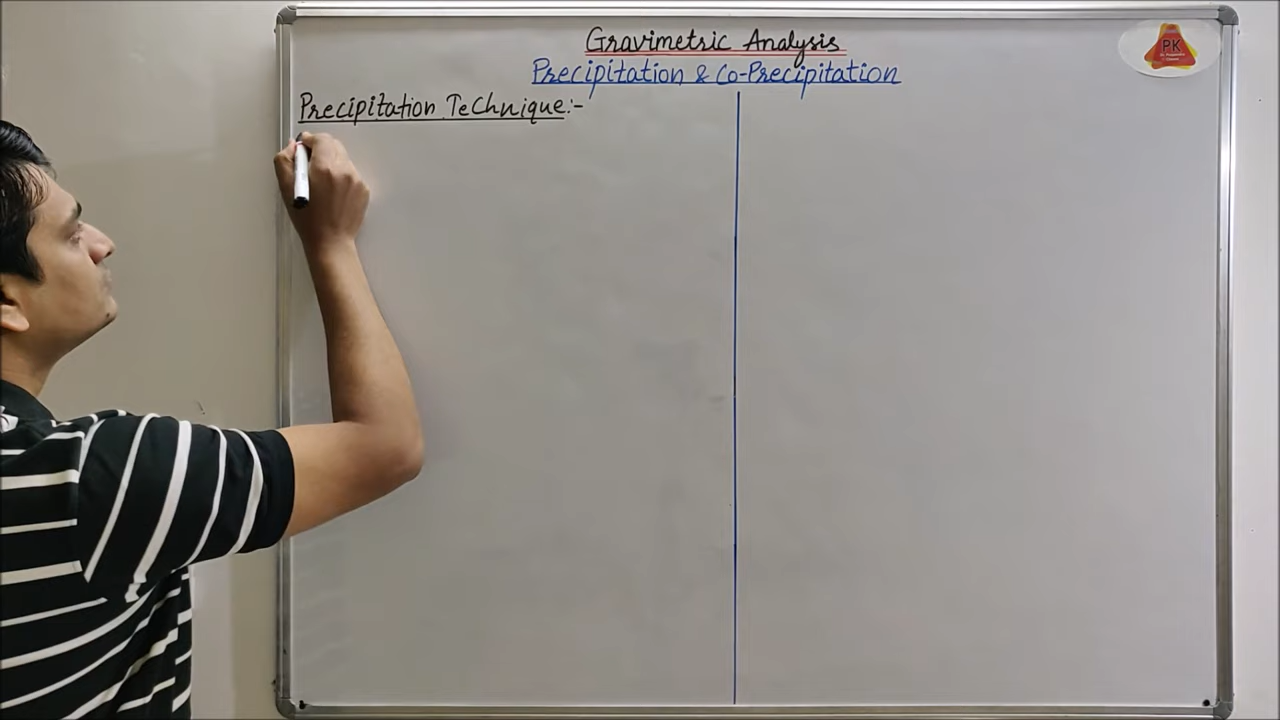 Gravimetric Analysis
Precipitation & Co-Precipitation
Precipitation Technique:-
PK